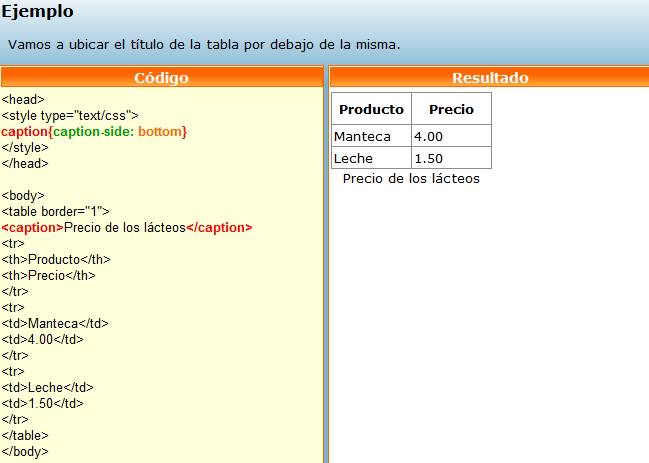 Ejemplo
Vamos a ubicar el título de la tabla por debajo de la misma.
Código
<head>
<style type="text/css">
caption{caption-side: bottom}
</style>
</head>
<body>
<table border="1">
<caption>Precio de los lácteos</caption>
<tr>
<th>Producto</th>
<th>Precio</th>
</tr>
<tr>
<td>Manteca</td>
<td>4.00</td>
</tr>
<tr>
<td>Leche</td>
<td>1.50</td>
</tr>
</table>
</body>
Resultado
Producto Precio
Manteca 4.00
Leche 1.50
Precio de los lácteos